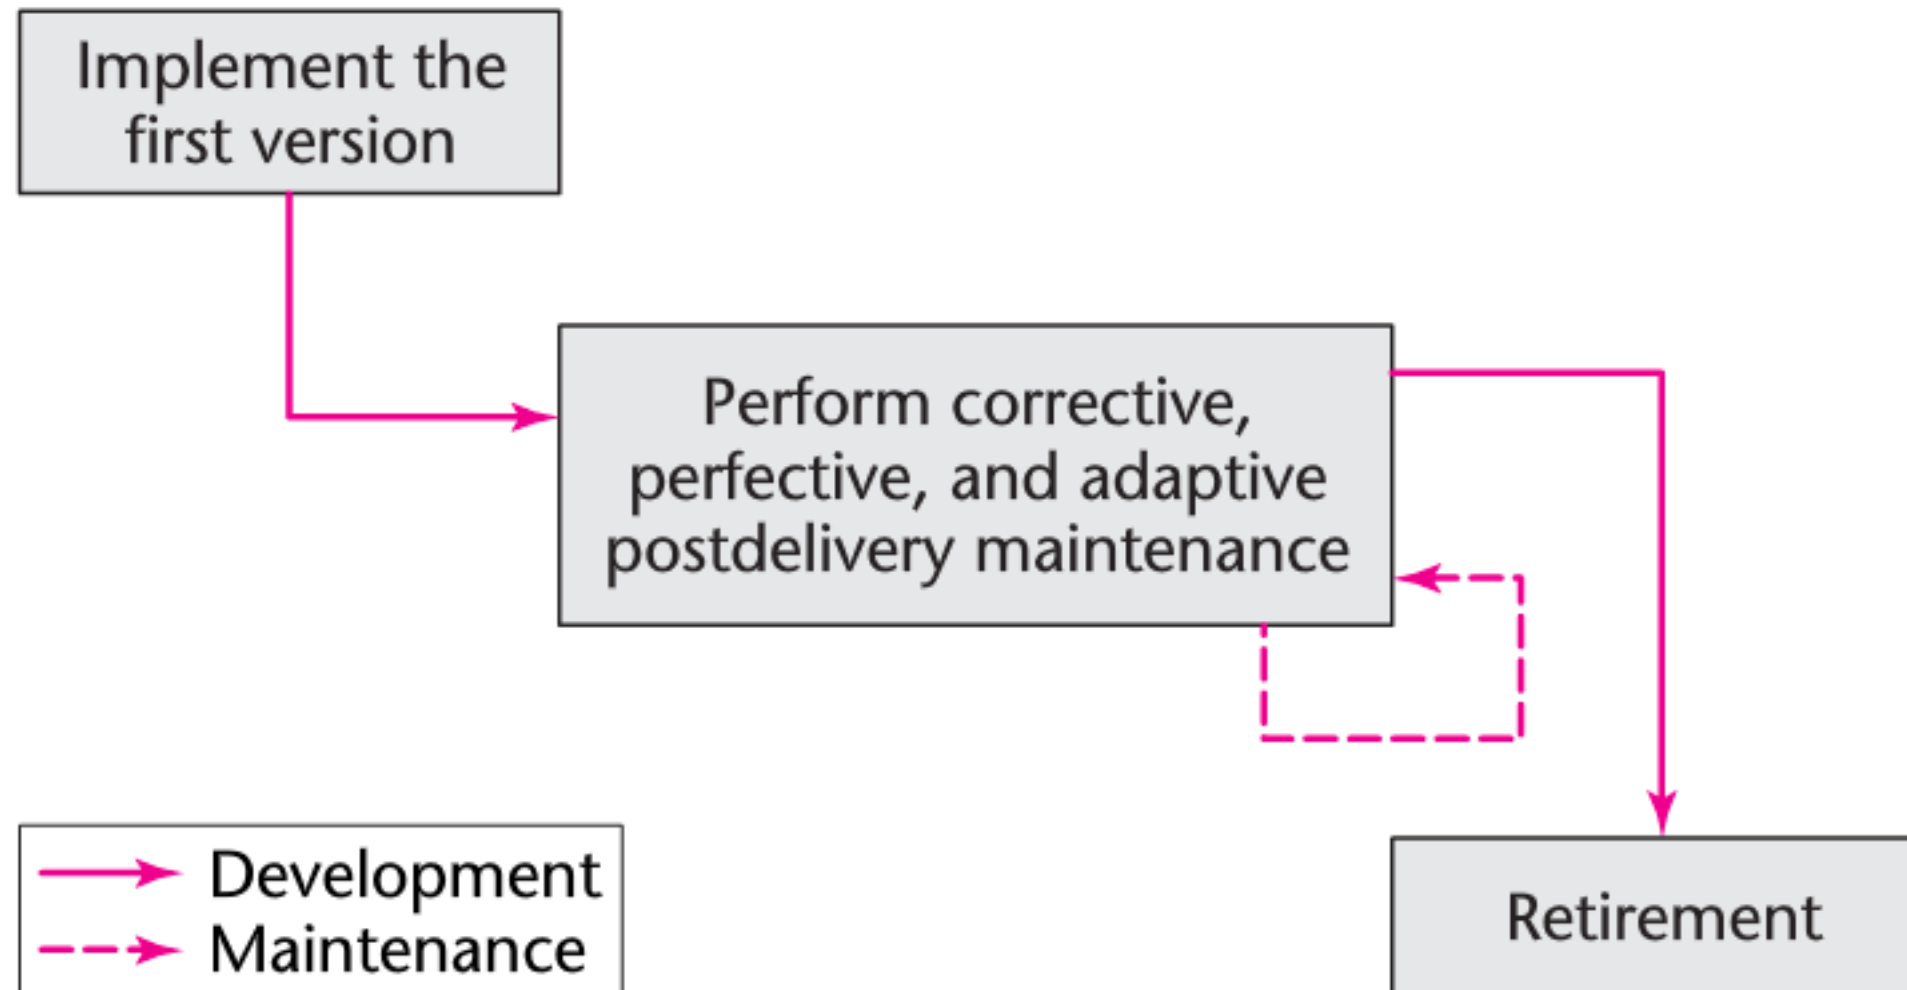 Implement the
first version
Perform corrective,
perfective, and adaptive
postdelivery maintenance
Development
Maintenance
Retirement